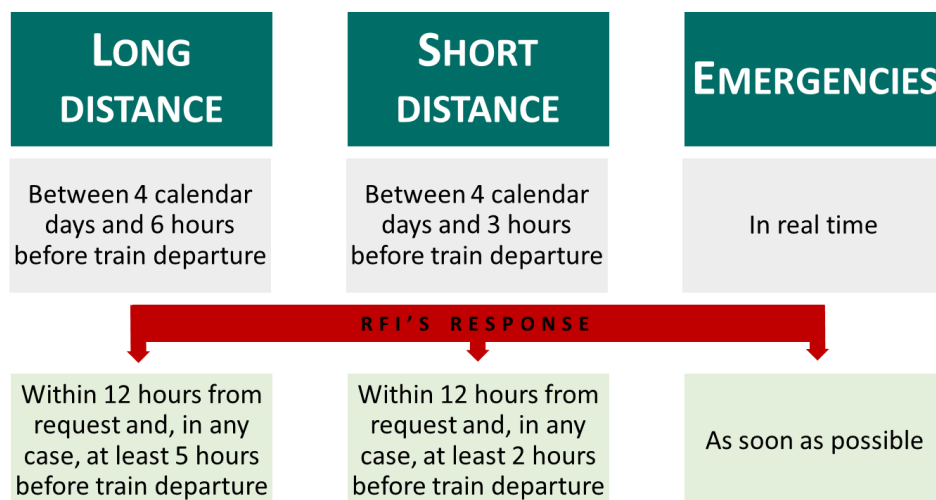 LONG
DISTANCE
SHORT
DISTANCE
EMERGENCIES
Between 4 calendar
days and 6 hours
before train departure
Between 4 calendar
days and 3 hours
before train departure
In real time
RFI'S RESPONSE
Within 12 hours from
request and, in any
case, at least 5 hours
before train departure
Within 12 hours from
request and, in any
case, at least 2 hours
before train departure
As soon as possible